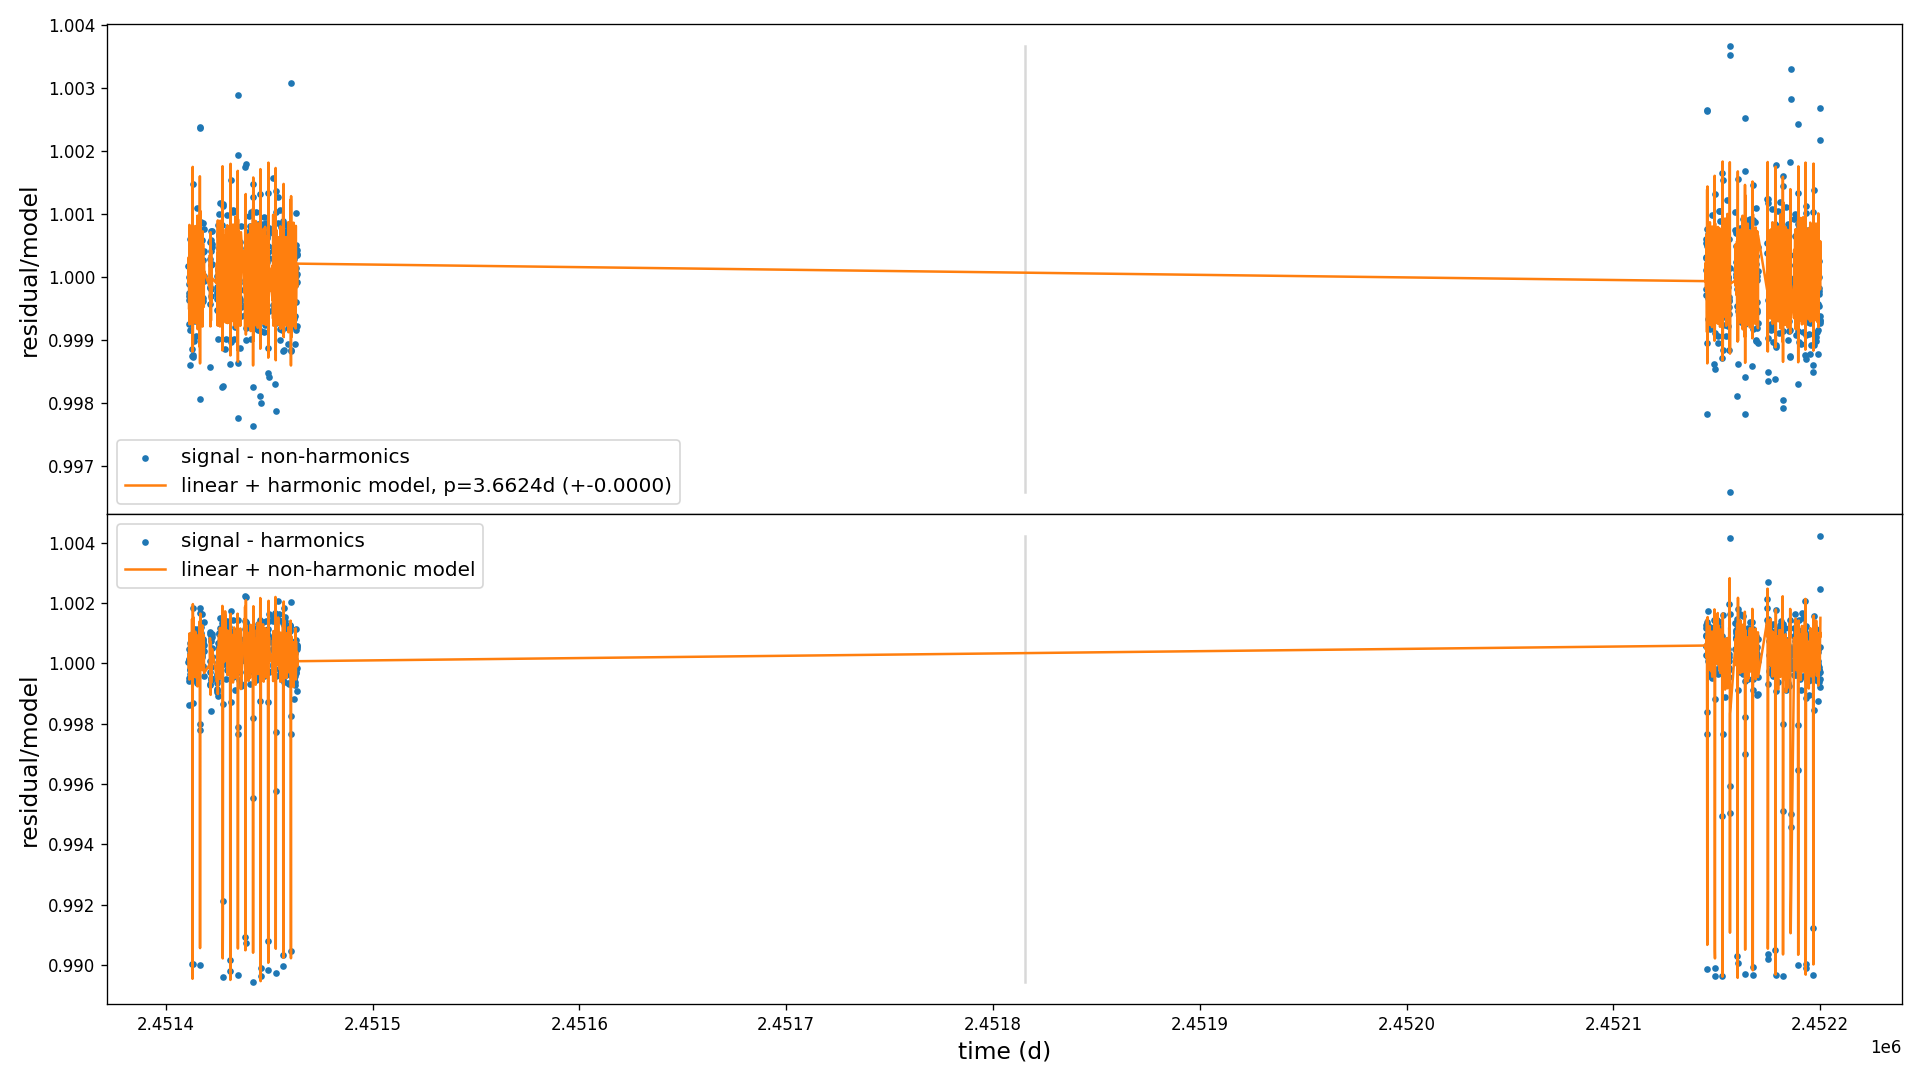 1.004
1.003
1.002
1.001
1.000
0.999
0.998
0.997
residual/model
signal - non-harmonics
linear + harmonic model, p=3.6624d (+-0.0000)
signal - harmonics
linear + non-harmonic model
1.004
1.002
1.000
0.998
0.996
0.994
0.992
0.990
residual/model
2.4514 2.4515 2.4516 2.4517 2.4518 2.4519 2.4520 2.4521 2.4522
time (d)
1e6